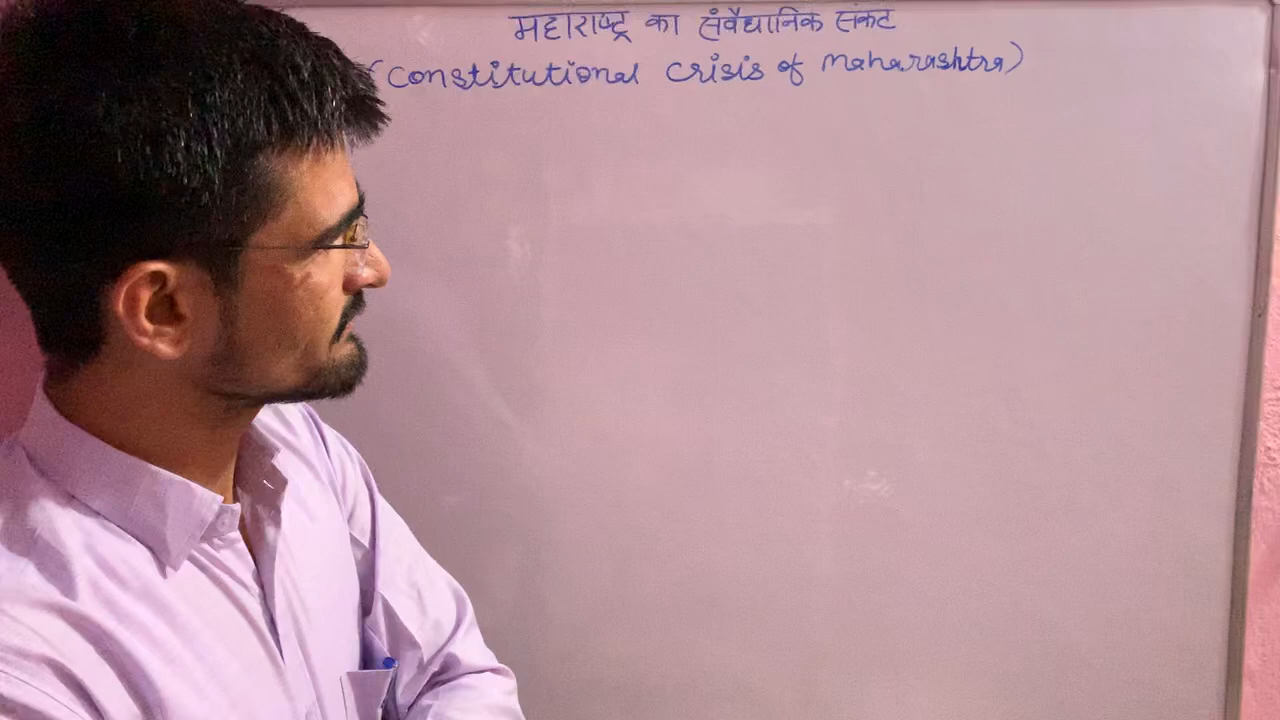 महाराष्ट्र का संवैधानिक संकट
(Constitutional Crisis of Maharashtra)